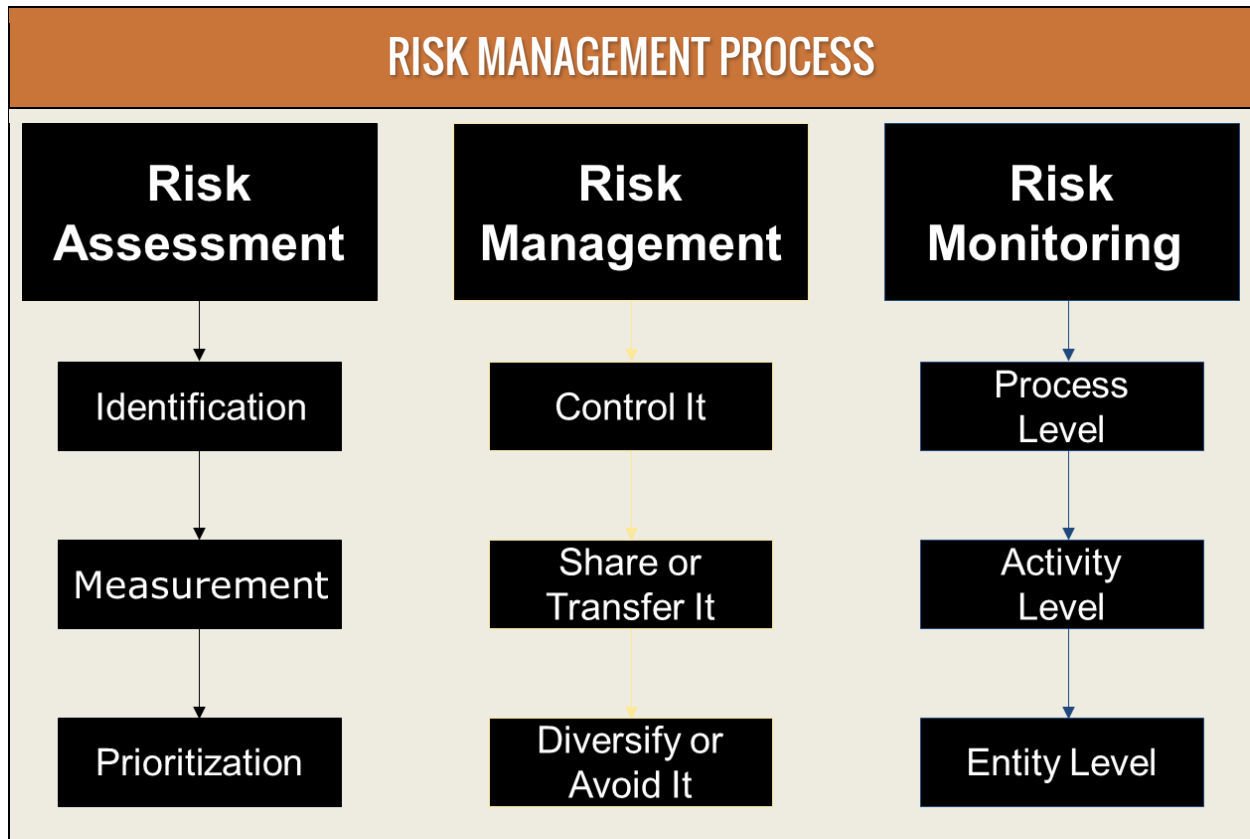 RISK MANAGEMENT PROCESS
Risk
Assessment
Identification
Measurement
Prioritization
Risk
Management
Control It
Share or
Transfer It
Diversify or
Avoid It
Risk
Monitoring
Process
Level
Activity
Level
Entity Level